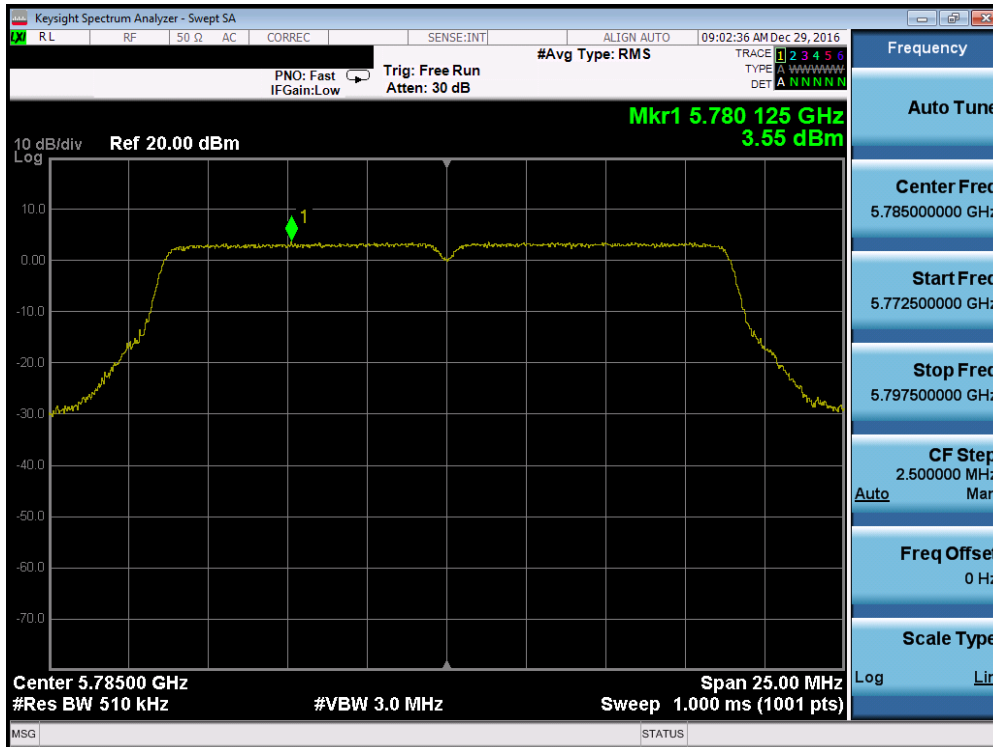 Keysight Spectrum Analyzer - Swept SA
LXI RL RF 50 Ω AC CORREC SENSE:INT ALIGN AUTO 09:02:36 AM Dec 29, 2016
#Avg Type: RMS
TRACE 1 2 3 4 5 6
TYPE A WWWWW
DET A N N N N N
PNO: Fast
IFGain:Low
Trig: Free Run
Atten: 30 dB
Mkr1 5.780 125 GHz
3.55 dBm
10 dB/div
Log
Ref 20.00 dBm
1
10.0
0.00
-10.0
-20.0
-30.0
-40.0
-50.0
-60.0
-70.0
Center 5.78500 GHz
Span 25.00 MHz
#Res BW 510 kHz
#VBW 3.0 MHz
Sweep 1.000 ms (1001 pts)
MSG
STATUS
Frequency
Auto Tune
Center Freq
5.785000000 GHz
Start Freq
5.772500000 GHz
Stop Freq
5.797500000 GHz
CF Step
2.500000 MHz
Auto Man
Freq Offset
0 Hz
Scale Type
Log Lin